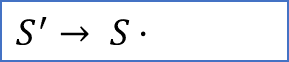 S′ → S ·